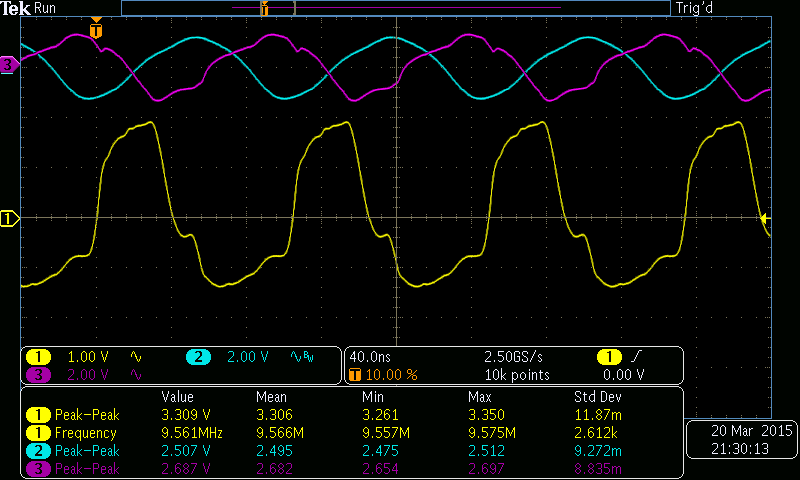 Tek Run Trig'd
T
T
3
1
1 1.00 V 2 2.00 V BW 40.0ns 2.50GS/s 1 0.00 V
3 2.00 V T 10.00 % 10k points
Value Mean Min Max Std Dev
1 Peak-Peak 3.309 V 3.306 3.261 3.350 11.87m
1 Frequency 9.561MHz 9.566M 9.557M 9.575M 2.612k
2 Peak-Peak 2.507 V 2.495 2.475 2.512 9.272m
3 Peak-Peak 2.687 V 2.682 2.654 2.697 8.835m
20 Mar 2015
21:30:13